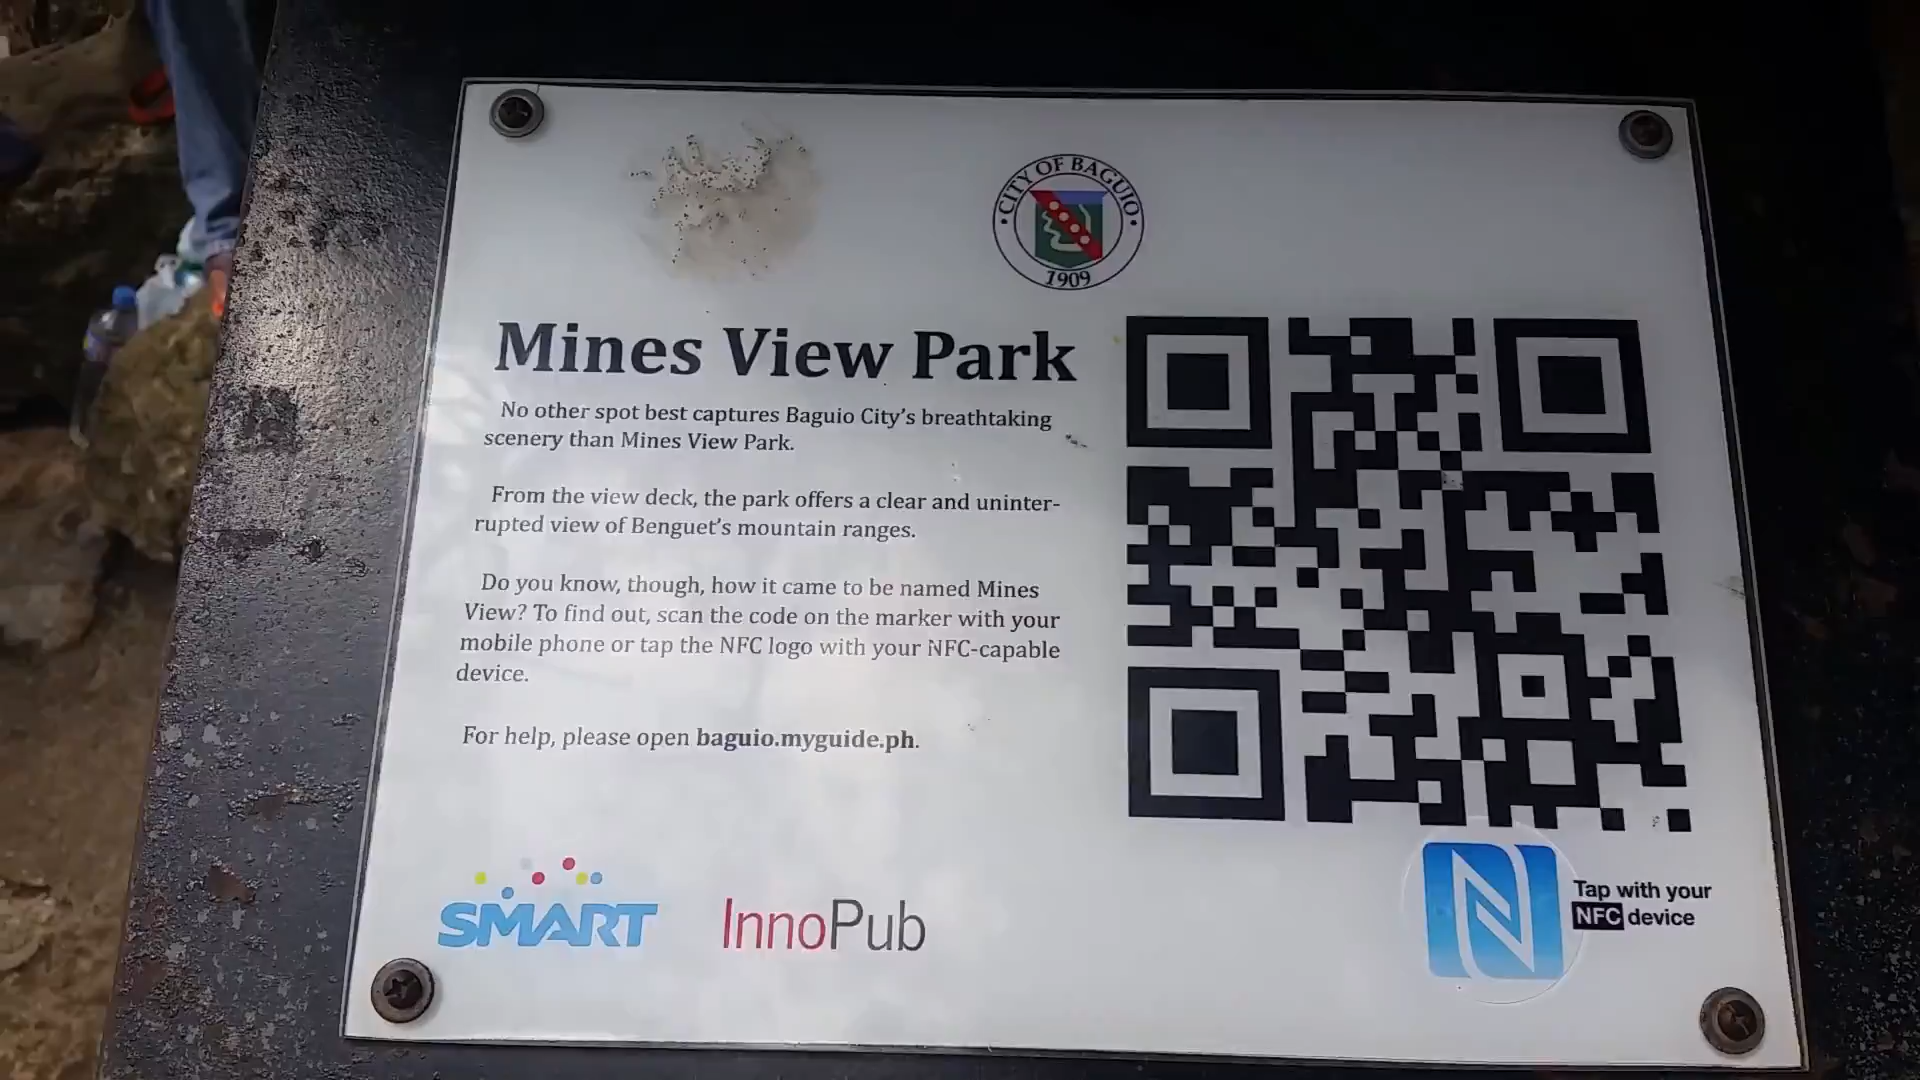 CITY OF BAGUIO
1909
Mines View Park
No other spot best captures Baguio City's breathtaking
scenery than Mines View Park.
From the view deck, the park offers a clear and uninter-
rupted view of Benguet's mountain ranges.
Do you know, though, how it came to be named Mines
View? To find out, scan the code on the marker with your
mobile phone or tap the NFC logo with your NFC-capable
device.
For help, please open baguio.myguide.ph.
SMART
InnoPub
Tap with your
NFC device